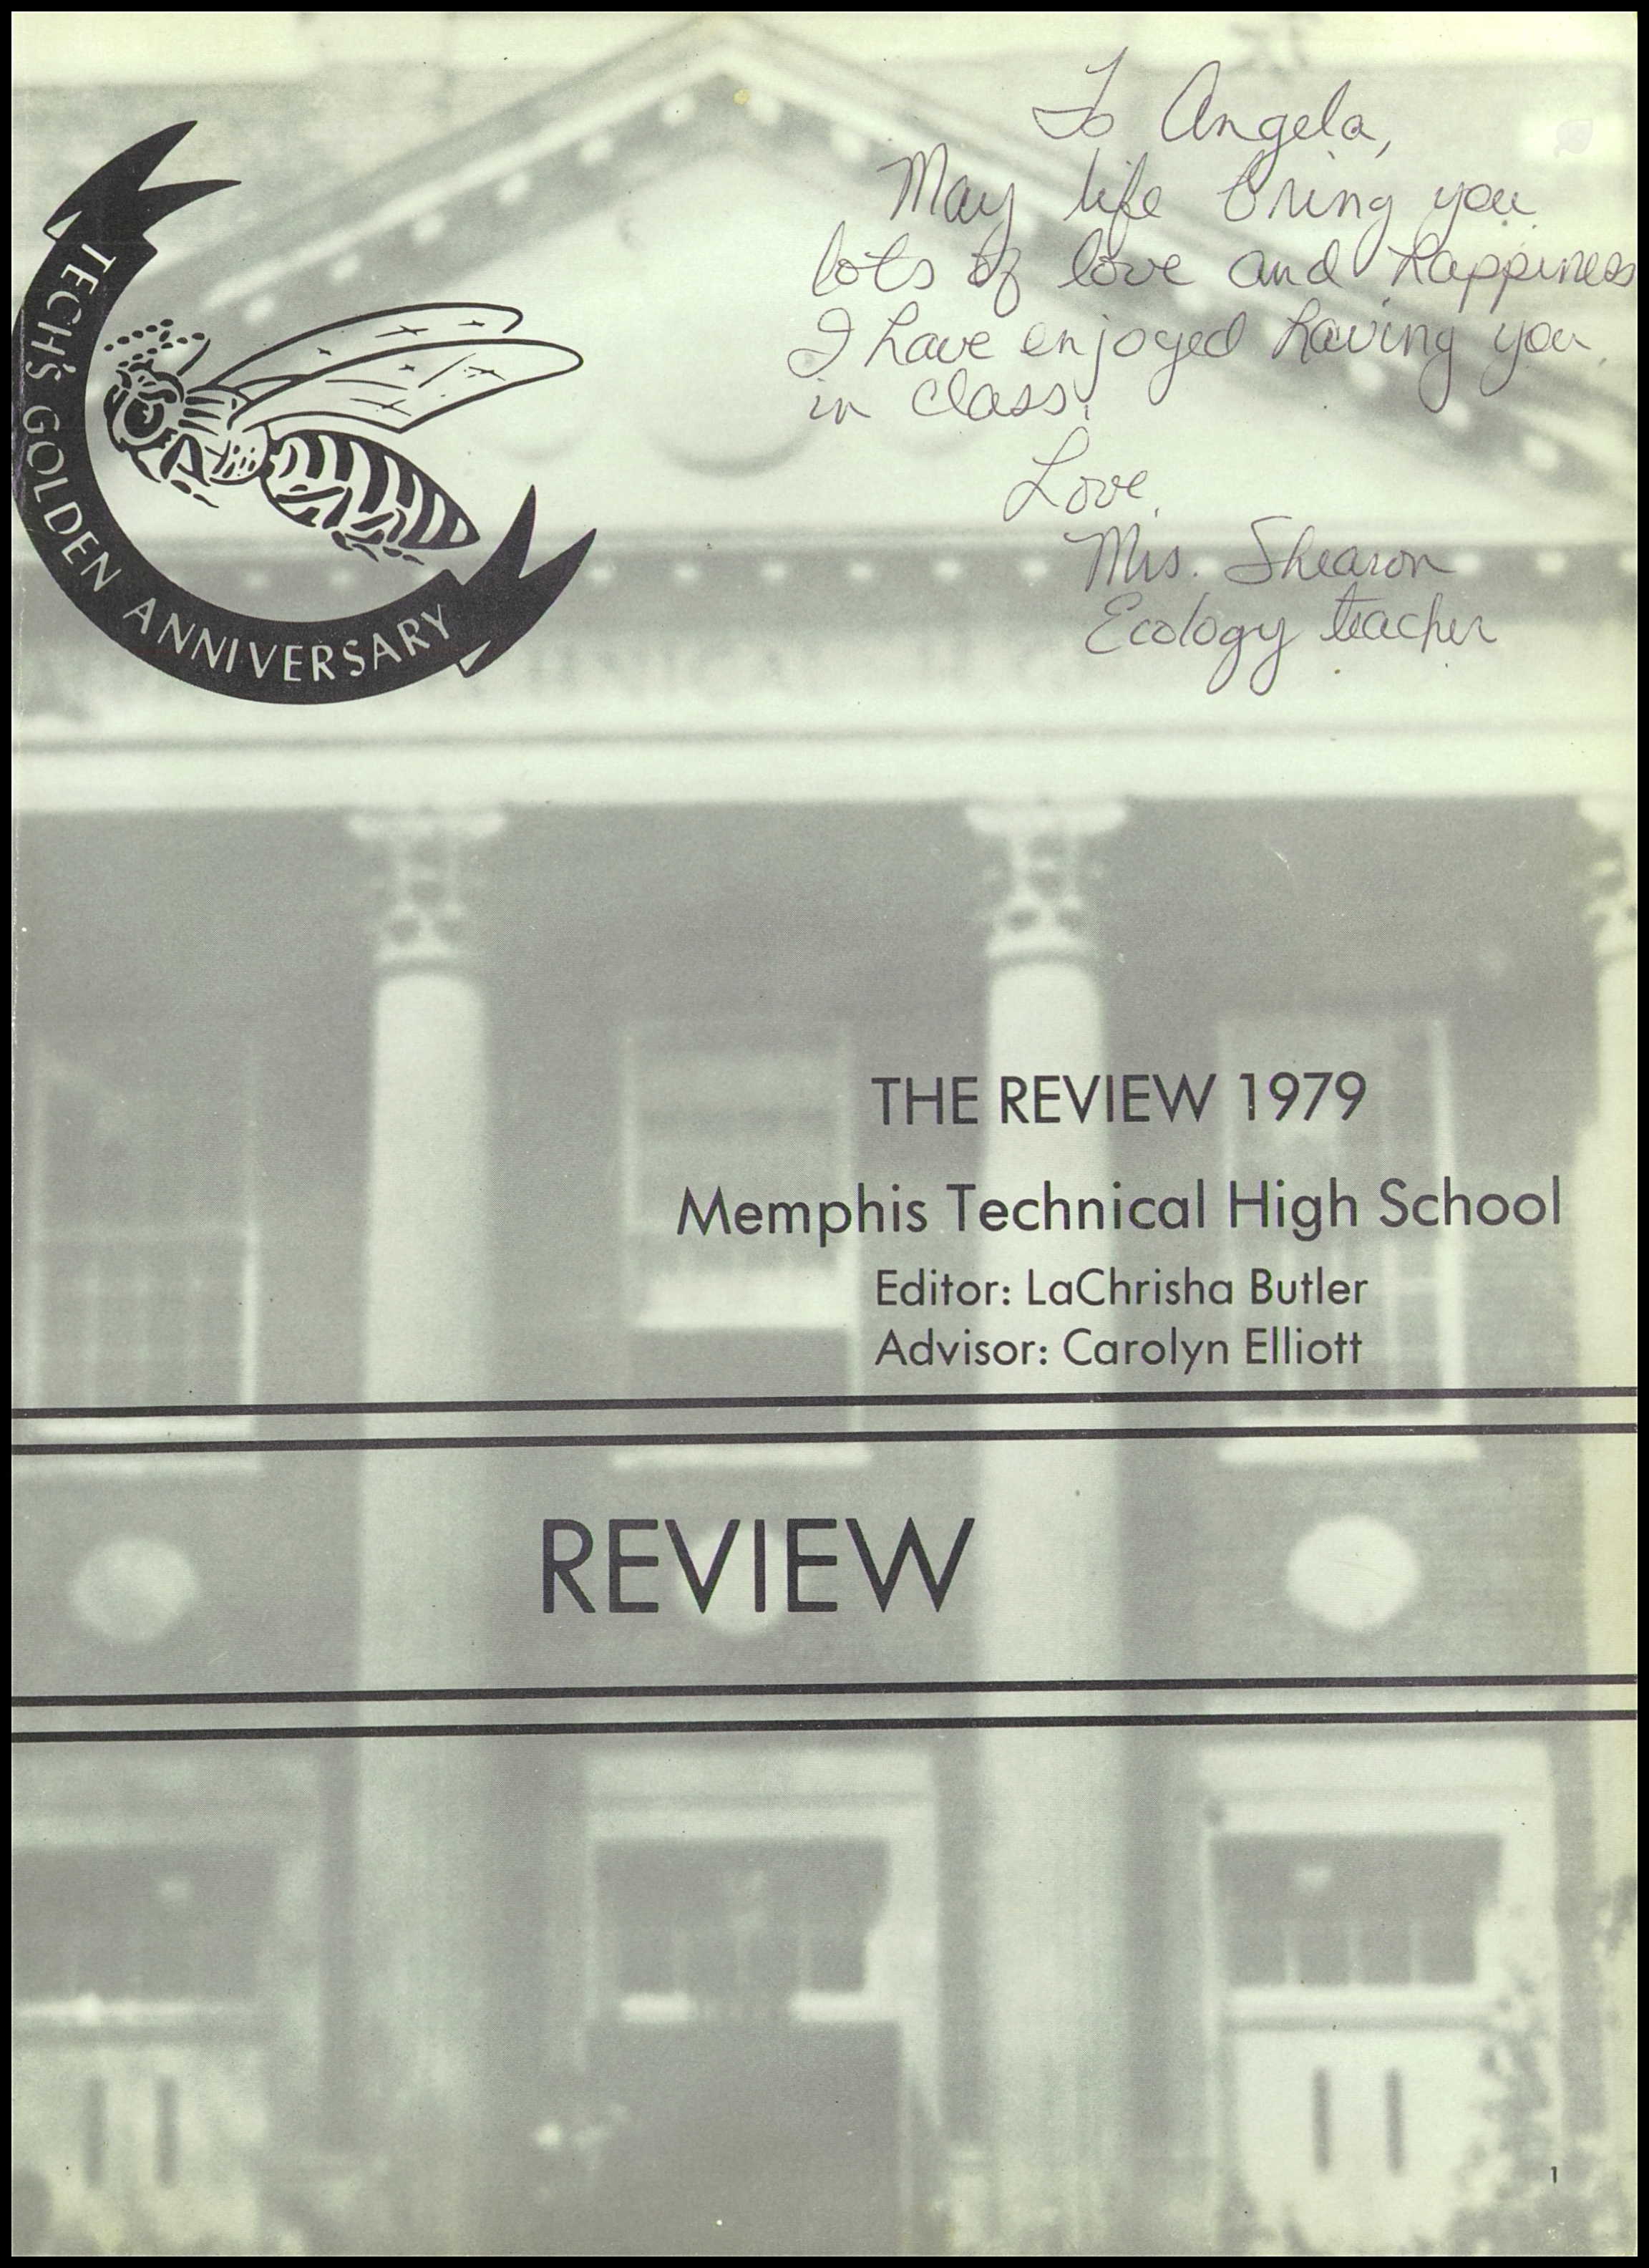 To Angela,
May life bring you
lots of love and happiness
I have enjoyed having you
in class.
Love,
Mrs. Shearon
Ecology teacher
TECH'S GOLDEN ANNIVERSARY
THE REVIEW 1979
Memphis Technical High School
Editor: LaChrisha Butler
Advisor: Carolyn Elliott
REVIEW
1